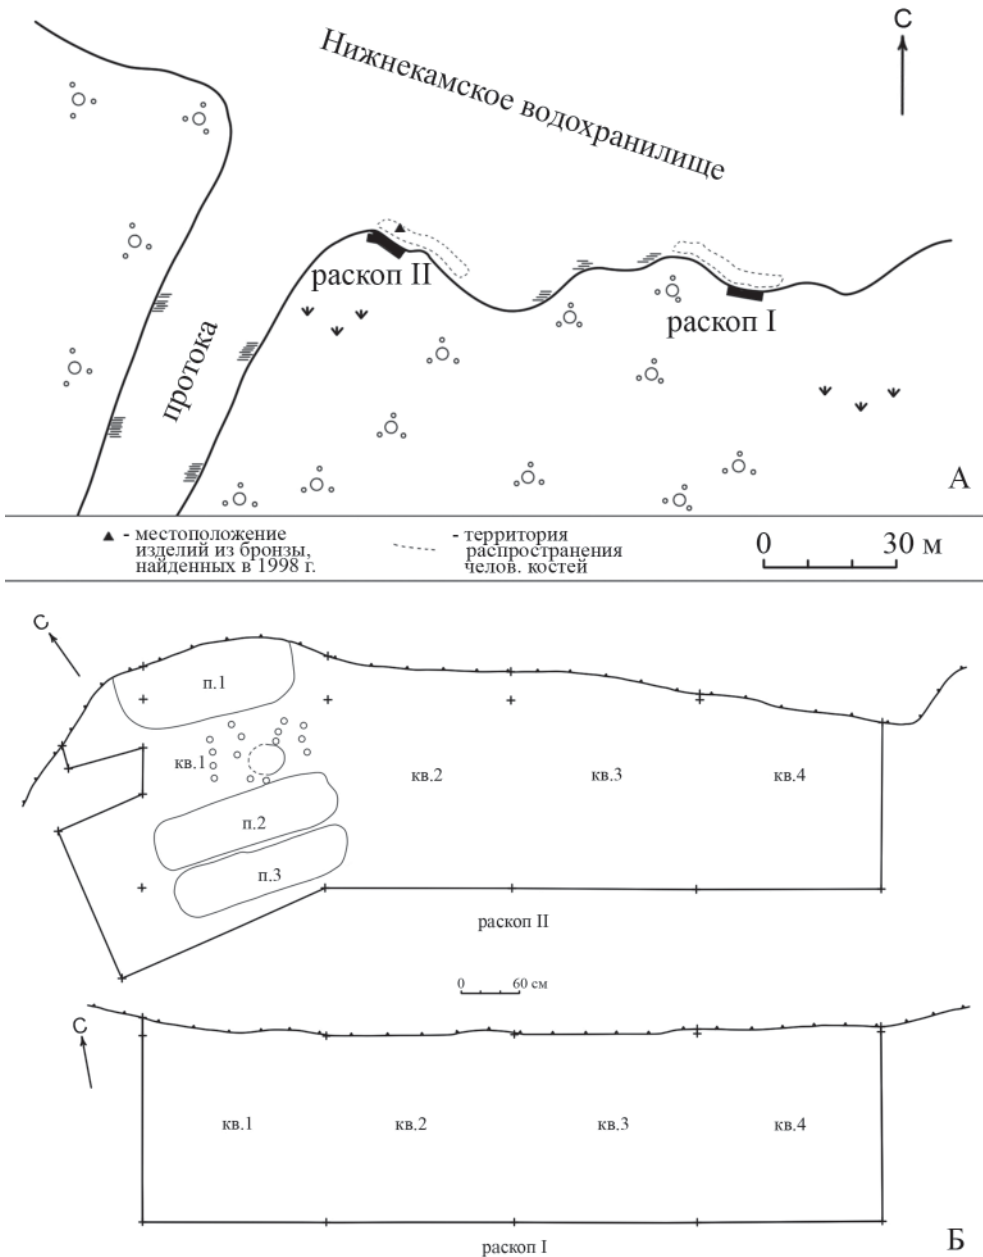 С
Нижнекамское водохранилище
раскоп II
раскоп I
протока
А
▲ - местоположение
изделий из бронзы,
найденных в 1998 г.
- территория
распространения
челов. костей
0 30 м
С
п.1
кв.1
кв.2
кв.3
кв.4
п.2
п.3
раскоп II
0 60 см
С
кв.1
кв.2
кв.3
кв.4
раскоп I
Б